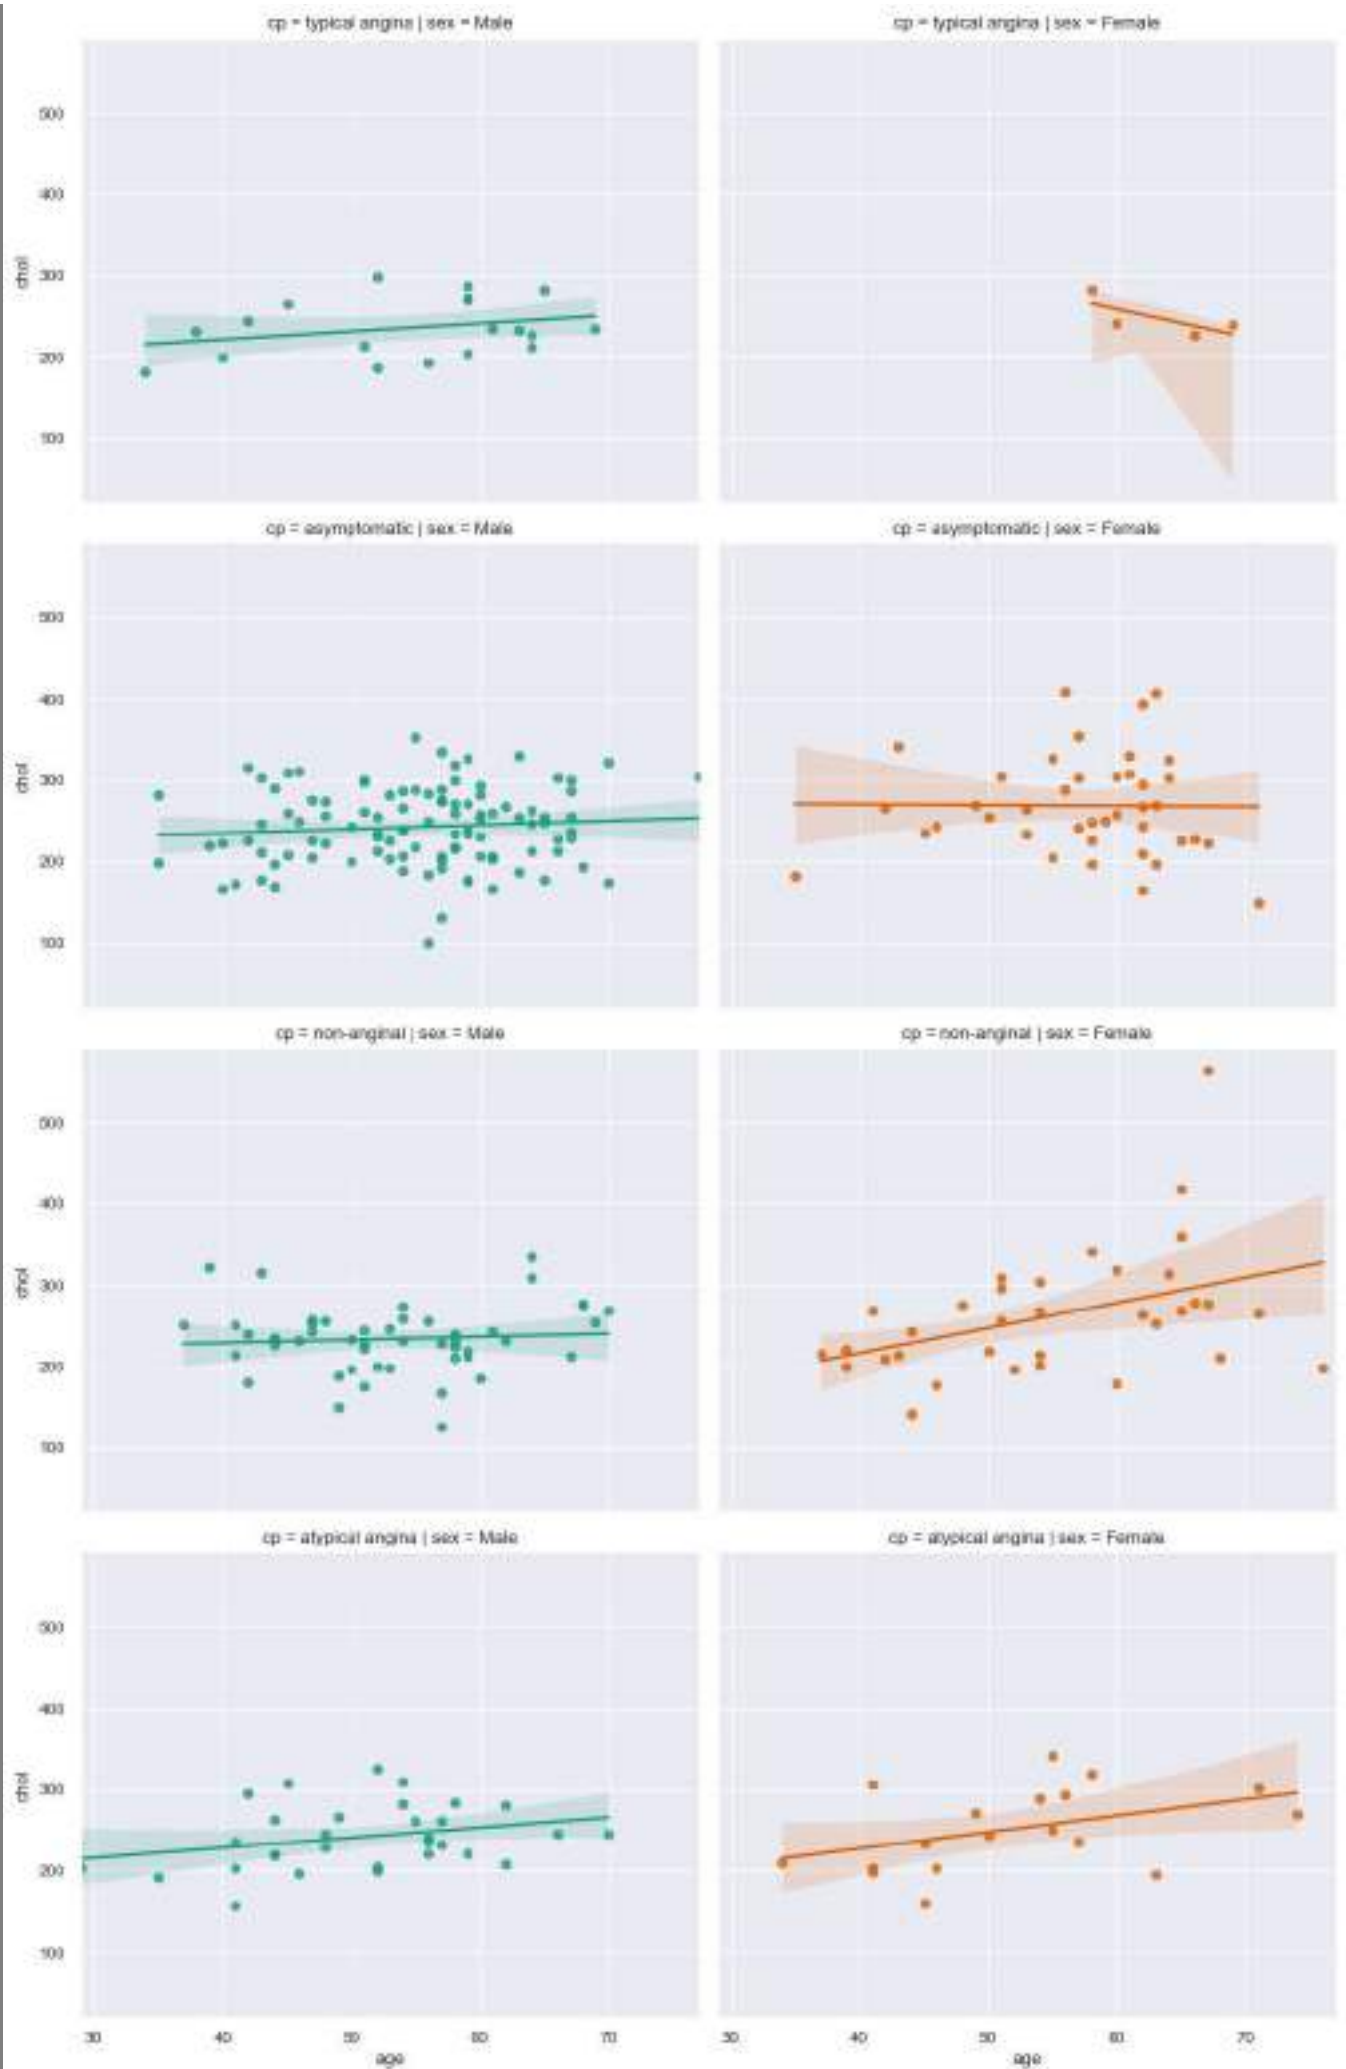 cp = typical angina | sex = Male
cp = typical angina | sex = Female
500
400
300
200
100
chol
cp = asymptomatic | sex = Male
cp = asymptomatic | sex = Female
500
400
300
200
100
chol
cp = non-anginal | sex = Male
cp = non-anginal | sex = Female
500
400
300
200
100
chol
cp = atypical angina | sex = Male
cp = atypical angina | sex = Female
500
400
300
200
100
chol
30 40 50 60 70
30 40 50 60 70
age
age